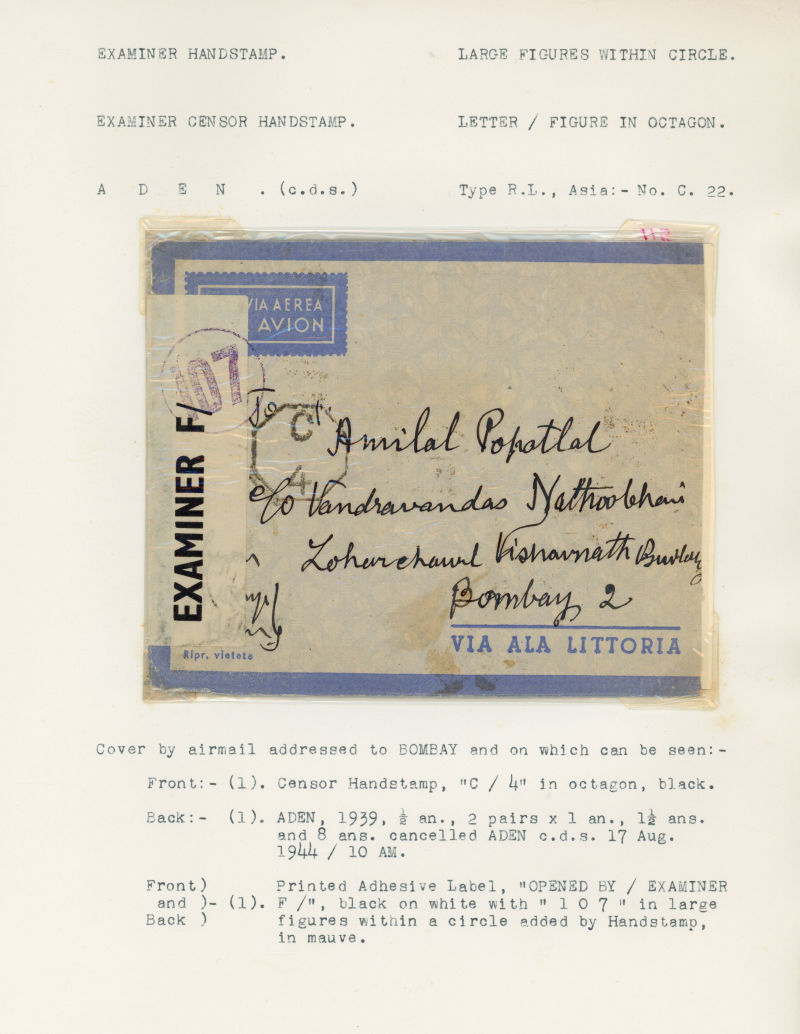 EXAMINER HANDSTAMP. LARGE FIGURES WITHIN CIRCLE.
EXAMINER CENSOR HANDSTAMP. LETTER / FIGURE IN OCTAGON.
A D E N . (c.d.s.) Type R.L., Asia:- No. C. 22.
VIA AEREA
AVION
107
EXAMINER F/
To
C
4
Amilal Popatlal
c/o Vandravandas Nathoobhai
Loharchawl Vishavnath
Bombay 2
VIA ALA LITTORIA
Ripr. vietata
Cover by airmail addressed to BOMBAY and on which can be seen:-
Front:- (1). Censor Handstamp, "C / 4" in octagon, black.
Back:- (1). ADEN, 1939, ½ an., 2 pairs x 1 an., 1½ ans.
and 8 ans. cancelled ADEN c.d.s. 17 Aug.
1944 / 10 AM.
Front) Printed Adhesive Label, "OPENED BY / EXAMINER
and )- (1). F /", black on white with " 1 0 7 " in large
Back ) figures within a circle added by Handstamp,
in mauve.